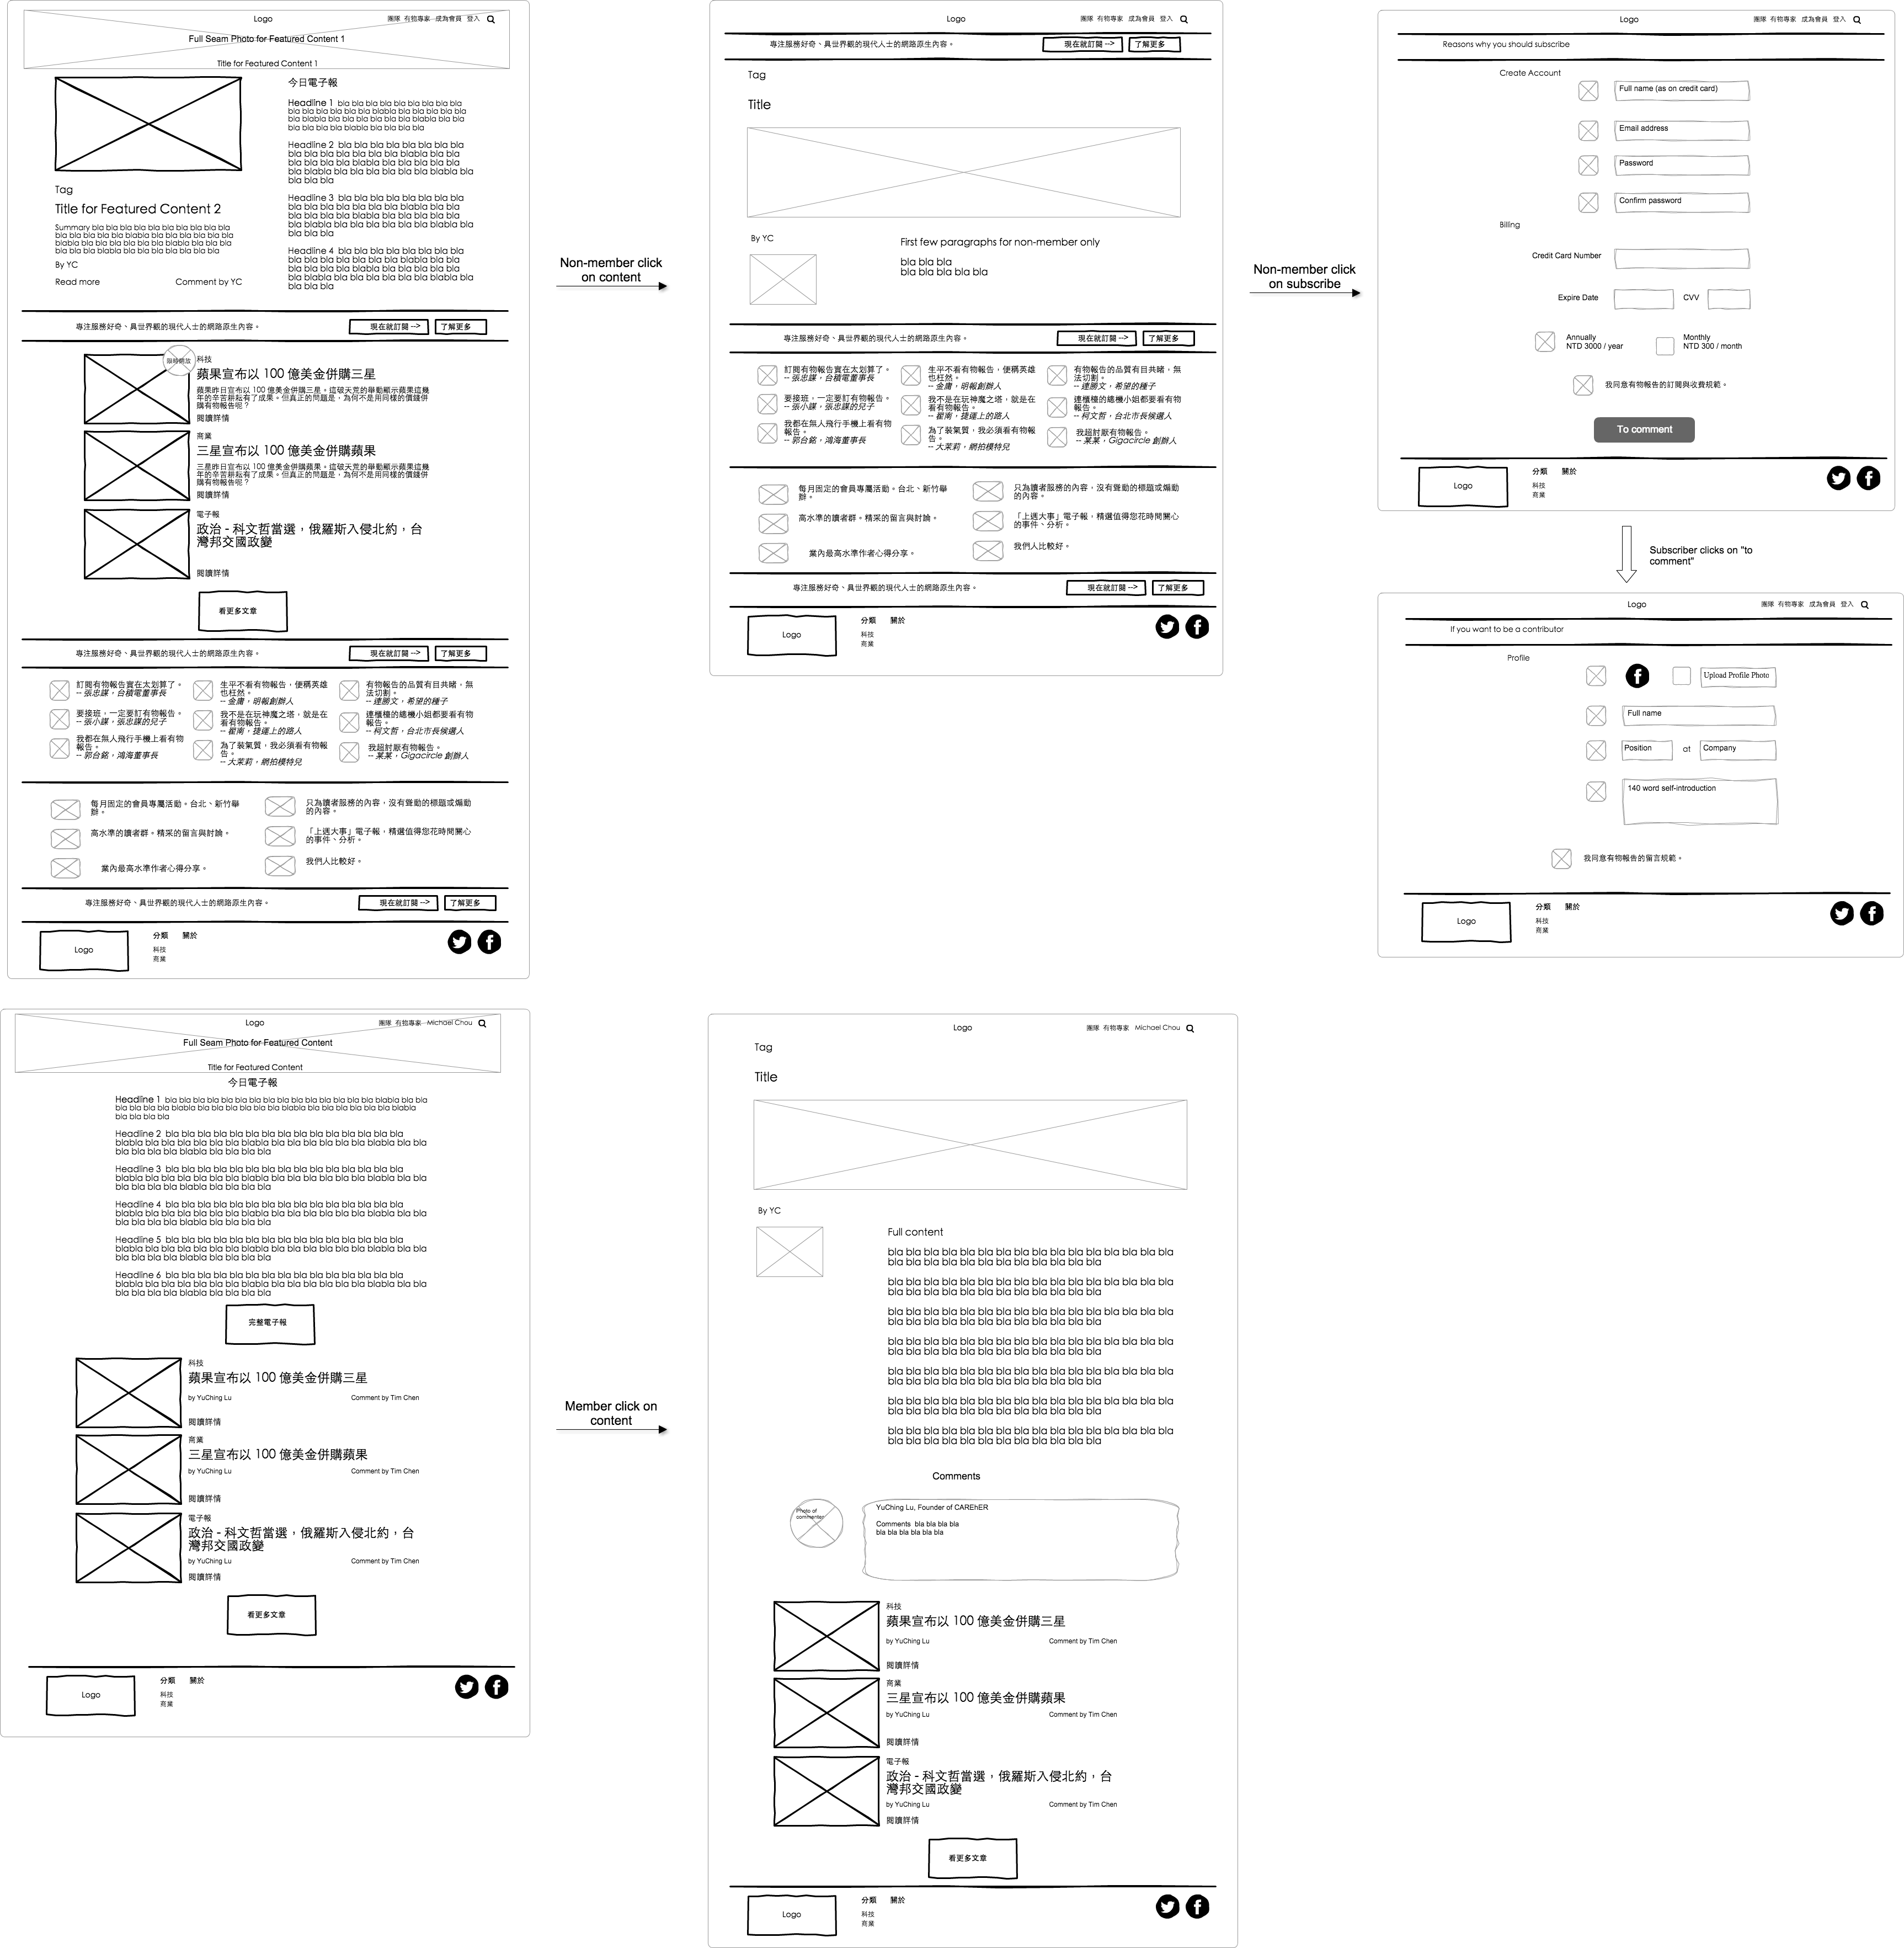 Logo
團隊 有物專家 成為會員 登入
Full Seam Photo for Featured Content 1
Title for Featured Content 1
Tag
Title for Featured Content 2
Summary bla bla bla bla bla bla bla bla bla bla
bla bla bla bla bla blabla bla bla bla bla bla bla
blabla bla bla bla bla bla bla blabla bla bla bla
bla bla bla blabla bla bla bla bla bla bla bla
By YC
Read more
Comment by YC
今日電子報
Headline 1 bla bla bla bla bla bla bla bla bla
bla bla bla bla bla bla blabla bla bla bla bla bla
bla blabla bla bla bla bla bla bla blabla bla bla
bla bla bla bla blabla bla bla bla bla bla
Headline 2 bla bla bla bla bla bla bla bla
bla bla bla bla bla bla bla blabla bla bla
bla bla bla bla blabla bla bla bla bla bla
bla blabla bla bla bla bla bla blabla bla
bla bla bla
Headline 3 bla bla bla bla bla bla bla bla
bla bla bla bla bla bla bla blabla bla bla
bla bla bla bla blabla bla bla bla bla bla
bla blabla bla bla bla bla bla blabla bla
bla bla bla
Headline 4 bla bla bla bla bla bla bla bla
bla bla bla bla bla bla bla blabla bla bla
bla bla bla bla blabla bla bla bla bla bla
bla blabla bla bla bla bla bla blabla bla
bla bla bla
專注服務好奇、具世界觀的現代人士的網路原生內容。
現在就訂閱 -->
了解更多
限時開放
科技
蘋果宣布以 100 億美金併購三星
蘋果昨日宣布以 100 億美金併購三星。這破天荒的舉動顯示蘋果這幾
年的辛苦耕耘有了成果。但真正的問題是，為何不是用同樣的價錢併
購有物報告呢？
閱讀詳情
商業
三星宣布以 100 億美金併購蘋果
三星昨日宣布以 100 億美金併購蘋果。這破天荒的舉動顯示蘋果這幾
年的辛苦耕耘有了成果。但真正的問題是，為何不是用同樣的價錢併
購有物報告呢？
閱讀詳情
電子報
政治 - 科文哲當選，俄羅斯入侵北約，台
灣邦交國政變
閱讀詳情
看更多文章
專注服務好奇、具世界觀的現代人士的網路原生內容。
現在就訂閱 -->
了解更多
訂閱有物報告實在太划算了。
-- 張忠謀，台積電董事長
生平不看有物報告，便稱英雄
也枉然。
-- 金庸，明報創辦人
有物報告的品質有目共睹，無
法切割。
-- 連勝文，希望的種子
要接班，一定要訂有物報告。
-- 張小謀，張忠謀的兒子
我不是在玩神魔之塔，就是在
看有物報告。
-- 翟南，捷運上的路人
連櫃檯的總機小姐都要看有物
報告。
-- 柯文哲，台北市長候選人
我都在無人飛行手機上看有物
報告。
-- 郭台銘，鴻海董事長
為了裝氣質，我必須看有物報
告。
-- 大茉莉，網拍模特兒
我超討厭有物報告。
-- 某某，Gigacircle 創辦人
每月固定的會員專屬活動。台北、新竹舉
辦。
只為讀者服務的內容，沒有聳動的標題或煽動
的內容。
高水準的讀者群。精采的留言與討論。
「上週大事」電子報，精選值得您花時間關心
的事件、分析。
業內最高水準作者心得分享。
我們人比較好。
專注服務好奇、具世界觀的現代人士的網路原生內容。
現在就訂閱 -->
了解更多
Logo
分類 關於
科技
商業
Non-member click
on content
Logo
團隊 有物專家 成為會員 登入
專注服務好奇、具世界觀的現代人士的網路原生內容。
現在就訂閱 -->
了解更多
Tag
Title
By YC
First few paragraphs for non-member only
bla bla bla
bla bla bla bla bla
專注服務好奇、具世界觀的現代人士的網路原生內容。
現在就訂閱 -->
了解更多
訂閱有物報告實在太划算了。
-- 張忠謀，台積電董事長
生平不看有物報告，便稱英雄
也枉然。
-- 金庸，明報創辦人
有物報告的品質有目共睹，無
法切割。
-- 連勝文，希望的種子
要接班，一定要訂有物報告。
-- 張小謀，張忠謀的兒子
我不是在玩神魔之塔，就是在
看有物報告。
-- 翟南，捷運上的路人
連櫃檯的總機小姐都要看有物
報告。
-- 柯文哲，台北市長候選人
我都在無人飛行手機上看有物
報告。
-- 郭台銘，鴻海董事長
為了裝氣質，我必須看有物報
告。
-- 大茉莉，網拍模特兒
我超討厭有物報告。
-- 某某，Gigacircle 創辦人
每月固定的會員專屬活動。台北、新竹舉
辦。
只為讀者服務的內容，沒有聳動的標題或煽動
的內容。
高水準的讀者群。精采的留言與討論。
「上週大事」電子報，精選值得您花時間關心
的事件、分析。
業內最高水準作者心得分享。
我們人比較好。
專注服務好奇、具世界觀的現代人士的網路原生內容。
現在就訂閱 -->
了解更多
Logo
分類 關於
科技
商業
Non-member click
on subscribe
Logo
團隊 有物專家 成為會員 登入
Reasons why you should subscribe
Create Account
Full name (as on credit card)
Email address
Password
Confirm password
Billing
Credit Card Number
Expire Date
CVV
Annually
NTD 3000 / year
Monthly
NTD 300 / month
我同意有物報告的訂閱與收費規範。
To comment
Logo
分類 關於
科技
商業
Subscriber clicks on "to
comment"
Logo
團隊 有物專家 成為會員 登入
If you want to be a contributor
Profile
Upload Profile Photo
Full name
Position at Company
140 word self-introduction
我同意有物報告的留言規範。
Logo
分類 關於
科技
商業
Logo
團隊 有物專家 Michael Chou
Full Seam Photo for Featured Content
Title for Featured Content
今日電子報
Headline 1 bla bla bla bla bla bla bla bla bla bla bla bla bla bla bla blabla bla bla
bla bla bla bla blabla bla bla bla bla bla bla bla blabla bla bla bla bla bla bla blabla
bla bla bla bla
Headline 2 bla bla bla bla bla bla bla bla bla bla bla bla bla bla bla
blabla bla bla bla bla bla bla blabla bla bla bla bla bla bla blabla bla bla bla
bla bla bla bla blabla bla bla bla bla bla
Headline 3 bla bla bla bla bla bla bla bla bla bla bla bla bla bla bla
blabla bla bla bla bla bla bla blabla bla bla bla bla bla bla blabla bla bla bla
bla bla bla bla blabla bla bla bla bla bla
Headline 4 bla bla bla bla bla bla bla bla bla bla bla bla bla bla bla
blabla bla bla bla bla bla bla blabla bla bla bla bla bla bla blabla bla bla bla
bla bla bla bla blabla bla bla bla bla bla
Headline 5 bla bla bla bla bla bla bla bla bla bla bla bla bla bla bla
blabla bla bla bla bla bla bla blabla bla bla bla bla bla bla blabla bla bla bla
bla bla bla bla blabla bla bla bla bla bla
Headline 6 bla bla bla bla bla bla bla bla bla bla bla bla bla bla bla
blabla bla bla bla bla bla bla blabla bla bla bla bla bla bla blabla bla bla bla
bla bla bla bla blabla bla bla bla bla bla
完整電子報
科技
蘋果宣布以 100 億美金併購三星
by YuChing Lu
Comment by Tim Chen
閱讀詳情
商業
三星宣布以 100 億美金併購蘋果
by YuChing Lu
Comment by Tim Chen
閱讀詳情
電子報
政治 - 科文哲當選，俄羅斯入侵北約，台
灣邦交國政變
by YuChing Lu
Comment by Tim Chen
閱讀詳情
看更多文章
Logo
分類 關於
科技
商業
Member click on
content
Logo
團隊 有物專家 Michael Chou
Tag
Title
By YC
Full content
bla bla bla bla bla bla bla bla bla bla bla bla bla bla bla bla
bla bla bla bla bla bla bla bla bla bla bla bla
bla bla bla bla bla bla bla bla bla bla bla bla bla bla bla bla
bla bla bla bla bla bla bla bla bla bla bla bla
bla bla bla bla bla bla bla bla bla bla bla bla bla bla bla bla
bla bla bla bla bla bla bla bla bla bla bla bla
bla bla bla bla bla bla bla bla bla bla bla bla bla bla bla bla
bla bla bla bla bla bla bla bla bla bla bla bla
bla bla bla bla bla bla bla bla bla bla bla bla bla bla bla bla
bla bla bla bla bla bla bla bla bla bla bla bla
bla bla bla bla bla bla bla bla bla bla bla bla bla bla bla bla
bla bla bla bla bla bla bla bla bla bla bla bla
bla bla bla bla bla bla bla bla bla bla bla bla bla bla bla bla
bla bla bla bla bla bla bla bla bla bla bla bla
Comments
Photo of
commenter
YuChing Lu, Founder of CAREhER
Comments bla bla bla bla
bla bla bla bla bla bla
科技
蘋果宣布以 100 億美金併購三星
by YuChing Lu
Comment by Tim Chen
閱讀詳情
商業
三星宣布以 100 億美金併購蘋果
by YuChing Lu
Comment by Tim Chen
閱讀詳情
電子報
政治 - 科文哲當選，俄羅斯入侵北約，台
灣邦交國政變
by YuChing Lu
Comment by Tim Chen
閱讀詳情
看更多文章
Logo
分類 關於
科技
商業